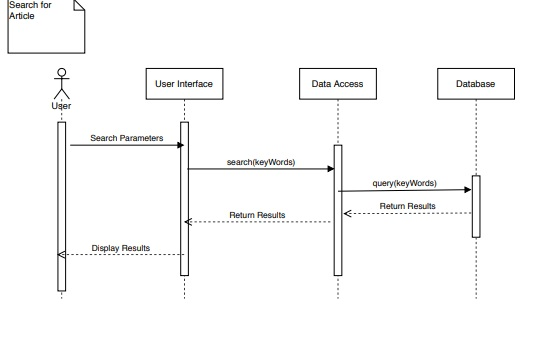 Search for
Article
User
User Interface
Data Access
Database
Search Parameters
search(keyWords)
query(keyWords)
Return Results
Return Results
Display Results